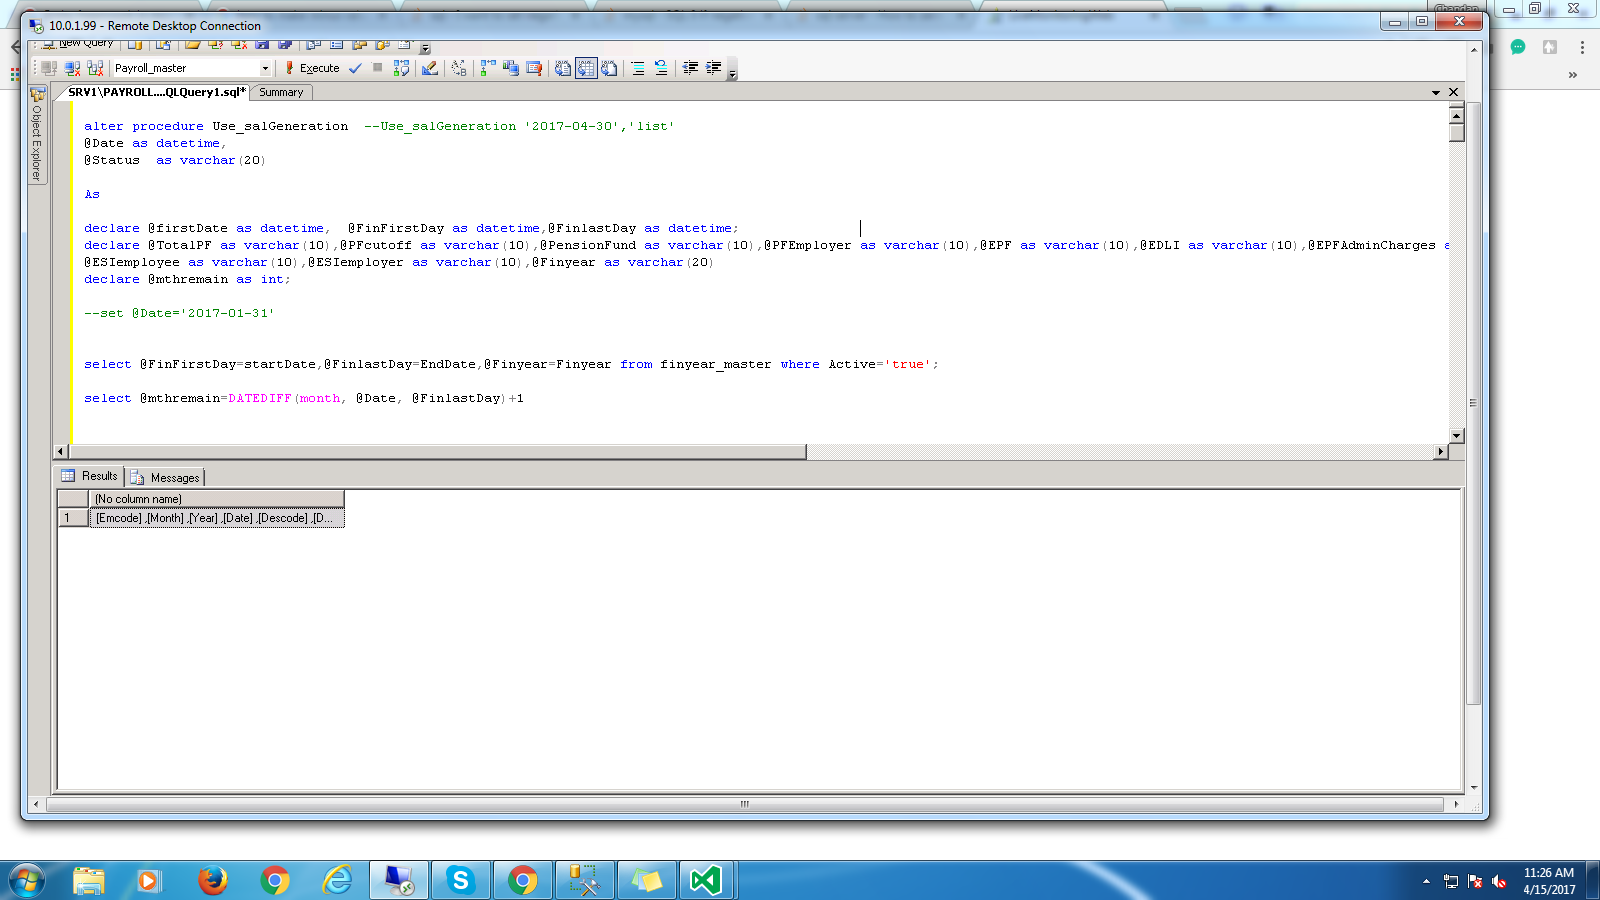 10.0.1.99 - Remote Desktop Connection
New Query
Payroll_master
Execute
SRV1\PAYROLL....QLQuery1.sql*
Summary
Object Explorer
alter procedure Use_salGeneration  --Use_salGeneration '2017-04-30','list'
@Date as datetime,
@Status  as varchar(20)
As
declare @firstDate as datetime,  @FinFirstDay as datetime,@FinlastDay as datetime;
declare @TotalPF as varchar(10),@PFcutoff as varchar(10),@PensionFund as varchar(10),@PFEmployer as varchar(10),@EPF as varchar(10),@EDLI as varchar(10),@EPFAdminCharges a
@ESIemployee as varchar(10),@ESIemployer as varchar(10),@Finyear as varchar(20)
declare @mthremain as int;
--set @Date='2017-01-31'
select @FinFirstDay=startDate,@FinlastDay=EndDate,@Finyear=Finyear from finyear_master where Active='true';
select @mthremain=DATEDIFF(month, @Date, @FinlastDay)+1
Results
Messages
(No column name)
1
[Emcode] ,[Month] ,[Year] ,[Date] ,[Descode] ,[D...
11:26 AM
4/15/2017